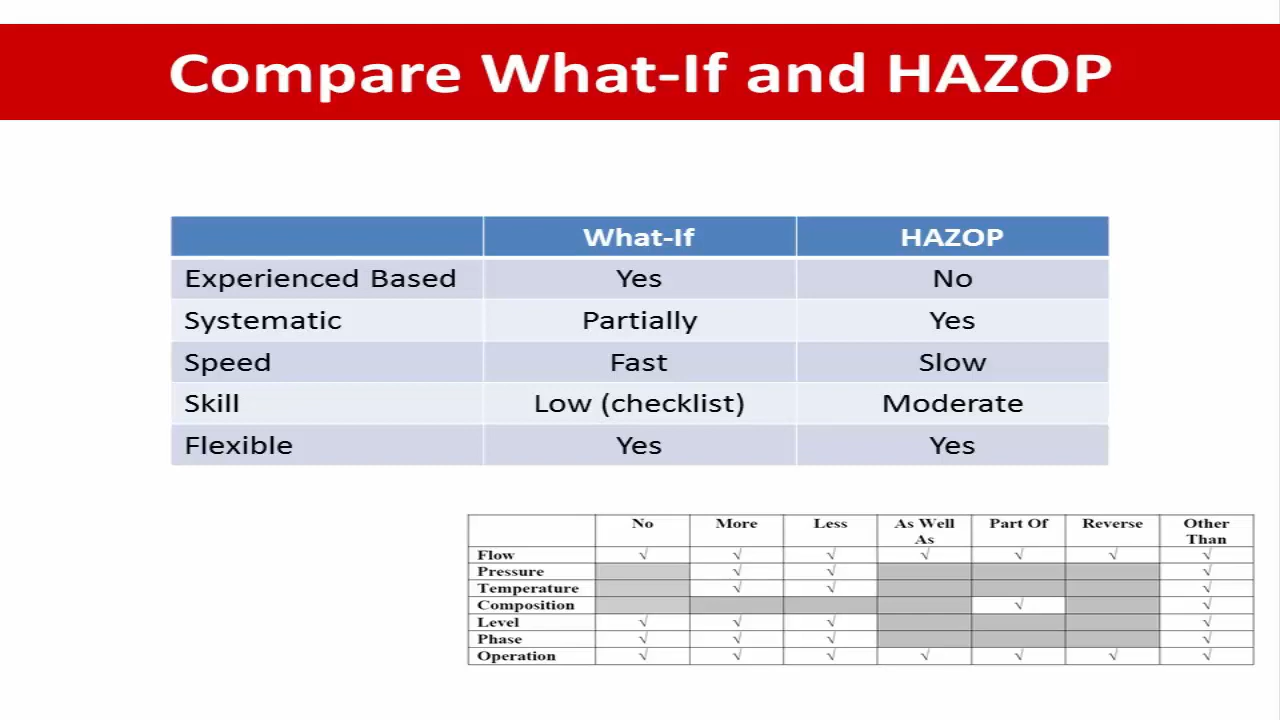 Compare What-If and HAZOP
What-If HAZOP
Experienced Based Yes No
Systematic Partially Yes
Speed Fast Slow
Skill Low (checklist) Moderate
Flexible Yes Yes
No More Less As Well Part Of Reverse Other
As Than
Flow √ √ √ √ √ √ √
Pressure √ √ √
Temperature √ √ √
Composition √ √
Level √ √ √ √
Phase √ √ √ √
Operation √ √ √ √ √ √ √